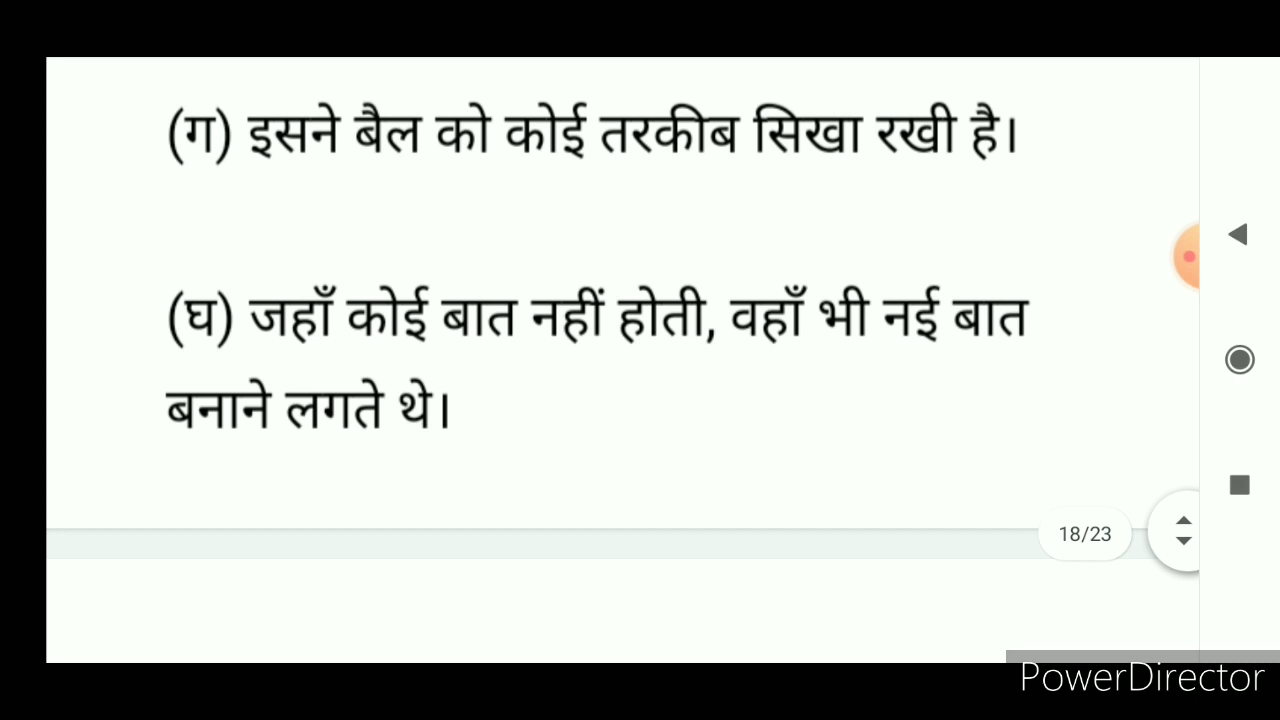 (ग) इसने बैल को कोई तरकीब सिखा रखी है।
(घ) जहाँ कोई बात नहीं होती, वहाँ भी नई बात
बनाने लगते थे।
18/23
PowerDirector